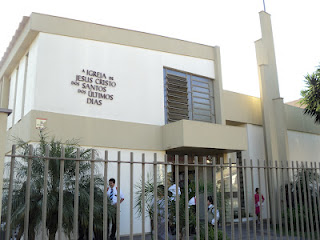 A IGREJA DE
JESUS CRISTO
DOS SANTOS
DOS ÚLTIMOS
DIAS